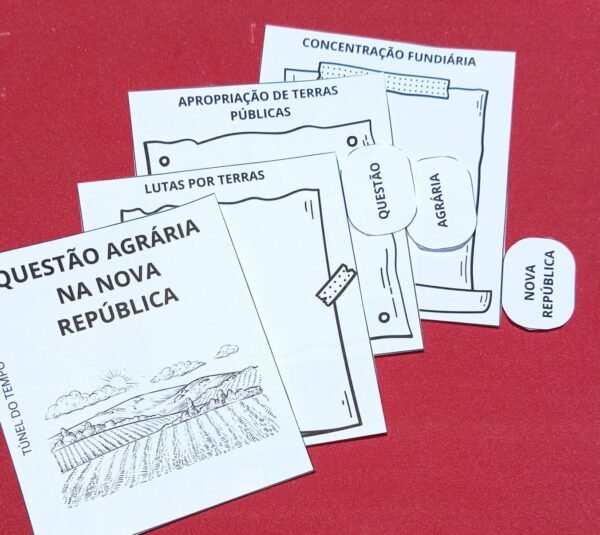 CONCENTRAÇÃO FUNDIÁRIA
APROPRIAÇÃO DE TERRAS
PÚBLICAS
LUTAS POR TERRAS
QUESTÃO AGRÁRIA
NA NOVA
REPÚBLICA
TÚNEL DO TEMPO
QUESTÃO
AGRÁRIA
NOVA
REPÚBLICA